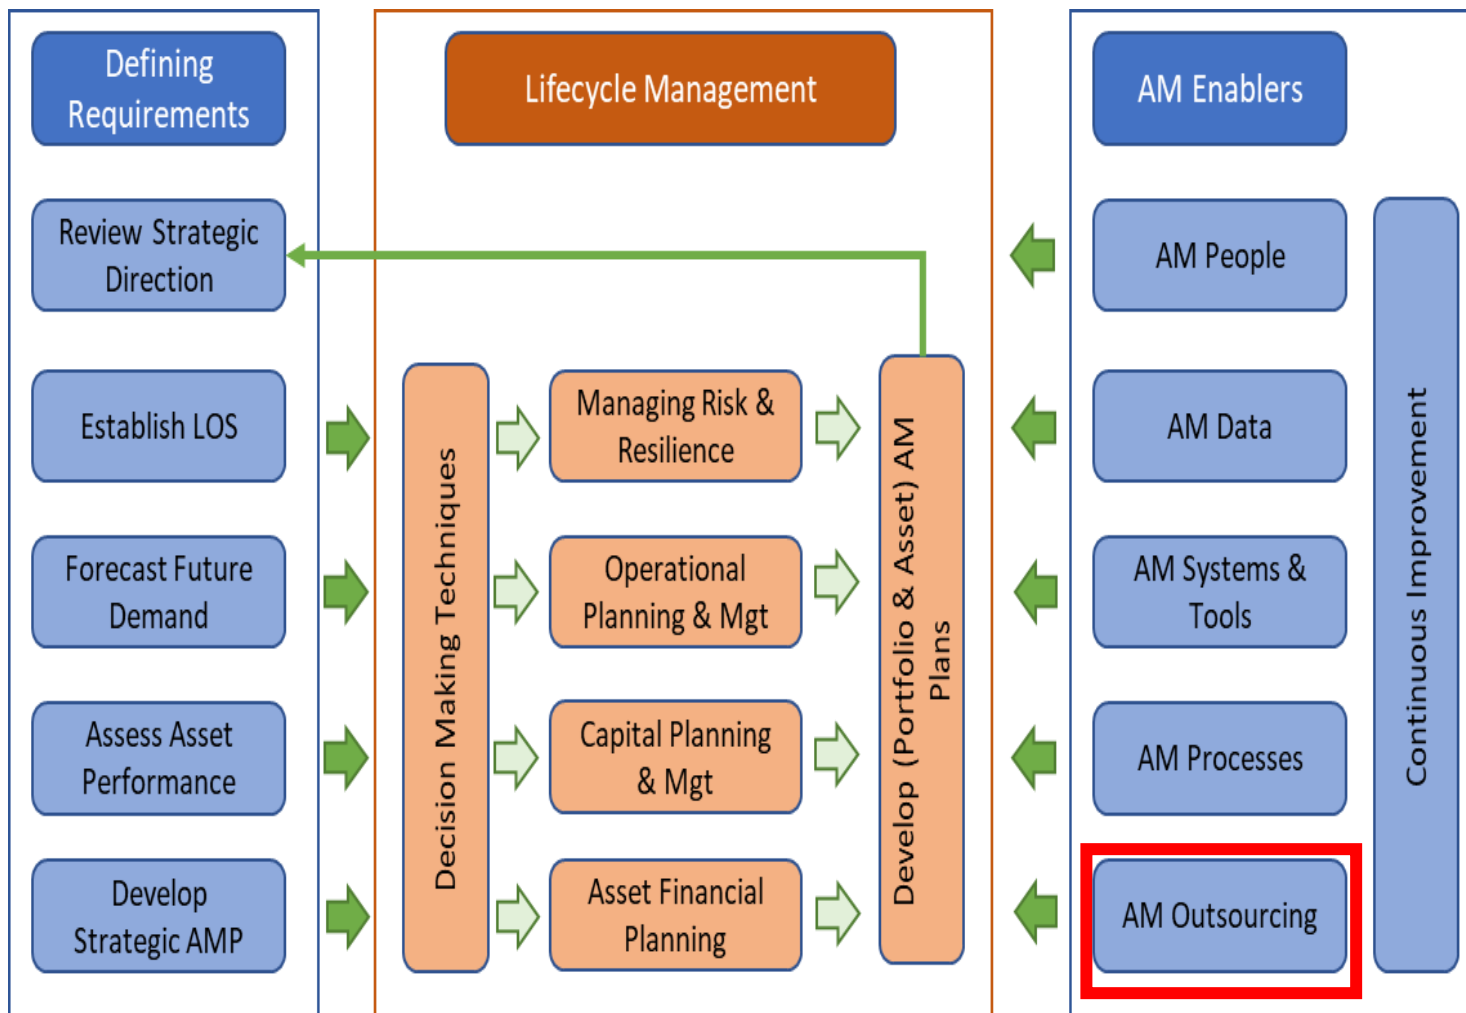 Defining
Requirements
Review Strategic
Direction
Establish LOS
Forecast Future
Demand
Assess Asset
Performance
Develop
Strategic AMP
Lifecycle Management
Decision Making Techniques
Managing Risk &
Resilience
Operational
Planning & Mgt
Capital Planning
& Mgt
Asset Financial
Planning
Develop (Portfolio & Asset) AM
Plans
AM Enablers
AM People
AM Data
AM Systems &
Tools
AM Processes
AM Outsourcing
Continuous Improvement